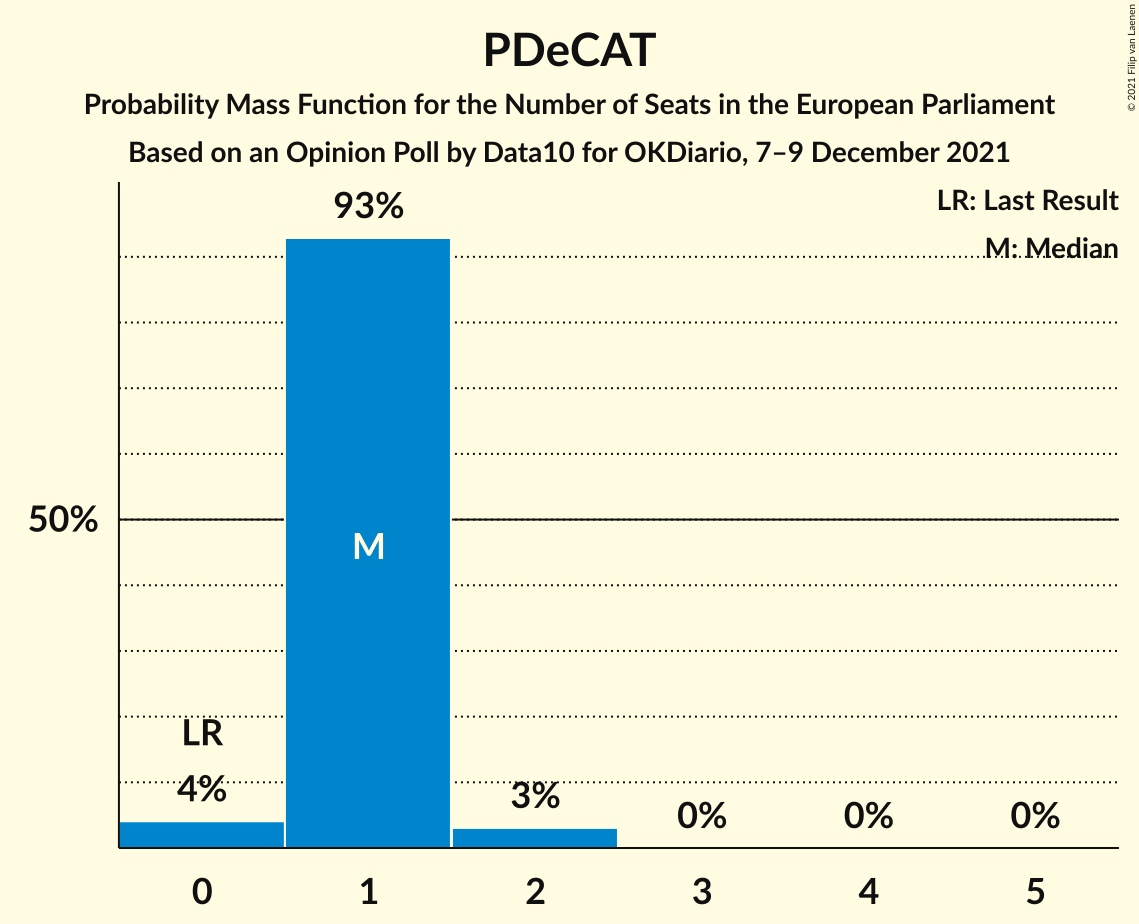 PDeCAT
Probability Mass Function for the Number of Seats in the European Parliament
Based on an Opinion Poll by Data10 for OKDiario, 7–9 December 2021
© 2021 Filip van Laenen
LR: Last Result
M: Median
93%
50%
M
LR
4%
3%
0%
0%
0%
0
1
2
3
4
5